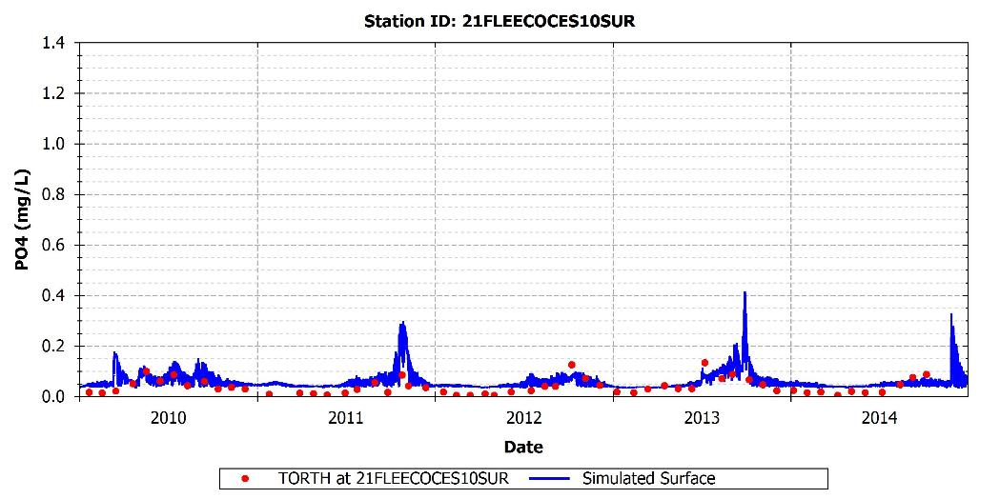 Station ID: 21FLEECOCES10SUR
1.4
1.2
1.0
0.8
0.6
0.4
0.2
0.0
PO4 (mg/L)
2010 2011 2012 2013 2014
Date
TORTH at 21FLEECOCES10SUR Simulated Surface